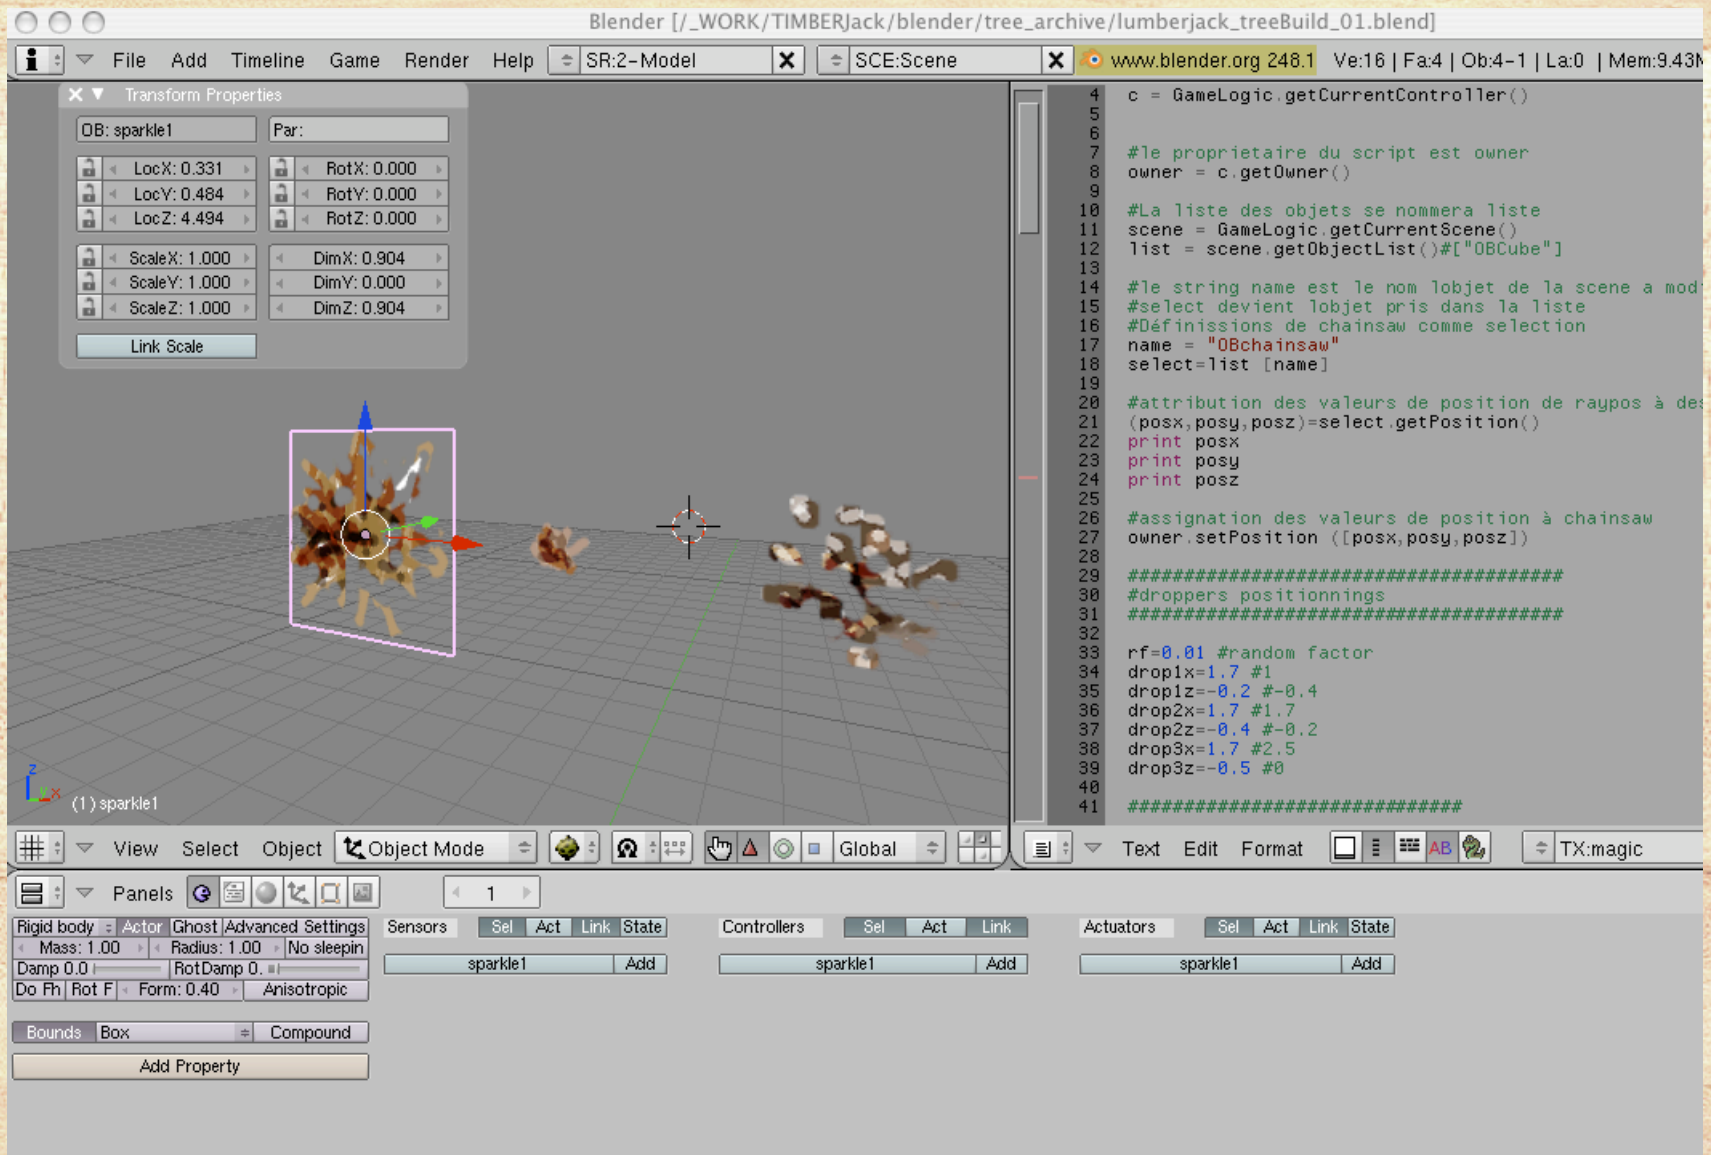 Blender [/_WORK/TIMBERJack/blender/tree_archive/lumberjack_treeBuild_01.blend]
File Add Timeline Game Render Help SR:2-Model SCE:Scene www.blender.org 248.1 Ve:16 | Fa:4 | Ob:4-1 | La:0 | Mem:9.43M
Transform Properties
OB: sparkle1 Par:
LocX: 0.331 RotX: 0.000
LocY: 0.484 RotY: 0.000
LocZ: 4.494 RotZ: 0.000
ScaleX: 1.000 DimX: 0.904
ScaleY: 1.000 DimY: 0.000
ScaleZ: 1.000 DimZ: 0.904
Link Scale
z
y x
(1) sparkle1
4 c = GameLogic.getCurrentController()
5
6
7 #le proprietaire du script est owner
8 owner = c.getOwner()
9
10 #La liste des objets se nommera liste
11 scene = GameLogic.getCurrentScene()
12 list = scene.getObjectList()#["OBCube"]
13
14 #le string name est le nom lobjet de la scene a mod
15 #select devient lobjet pris dans la liste
16 #Définissions de chainsaw comme selection
17 name = "OBchainsaw"
18 select=list [name]
19
20 #attribution des valeurs de position de raypos à des
21 (posx,posy,posz)=select.getPosition()
22 print posx
23 print posy
24 print posz
25
26 #assignation des valeurs de position à chainsaw
27 owner.setPosition ([posx,posy,posz])
28
29 #######################################
30 #droppers positionnings
31 #######################################
32
33 rf=0.01 #random factor
34 drop1x=1.7 #1
35 drop1z=-0.2 #-0.4
36 drop2x=1.7 #1.7
37 drop2z=-0.4 #-0.2
38 drop3x=1.7 #2.5
39 drop3z=-0.5 #0
40
41 ##############################
View Select Object Object Mode Global
Text Edit Format AB TX:magic
Panels 1
Rigid body Actor Ghost Advanced Settings
Mass: 1.00 Radius: 1.00 No sleepin
Damp 0.0 RotDamp 0.
Do Fh Rot F Form: 0.40 Anisotropic
Bounds Box Compound
Add Property
Sensors Sel Act Link State
sparkle1 Add
Controllers Sel Act Link
sparkle1 Add
Actuators Sel Act Link State
sparkle1 Add